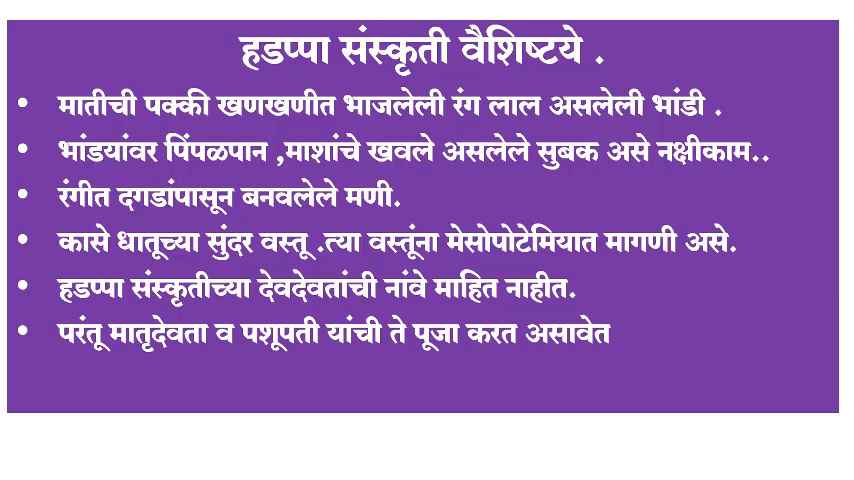 हडप्पा संस्कृती वैशिष्टये .
• मातीची पक्की खणखणीत भाजलेली रंग लाल असलेली भांडी .
• भांडयांवर पिंपळपान ,माशांचे खवले असलेले सुबक असे नक्षीकाम..
• रंगीत दगडांपासून बनवलेले मणी.
• कासे धातूच्या सुंदर वस्तू .त्या वस्तूंना मेसोपोटेमियात मागणी असे.
• हडप्पा संस्कृतीच्या देवदेवतांची नांवे माहित नाहीत.
• परंतू मातृदेवता व पशूपती यांची ते पूजा करत असावेत